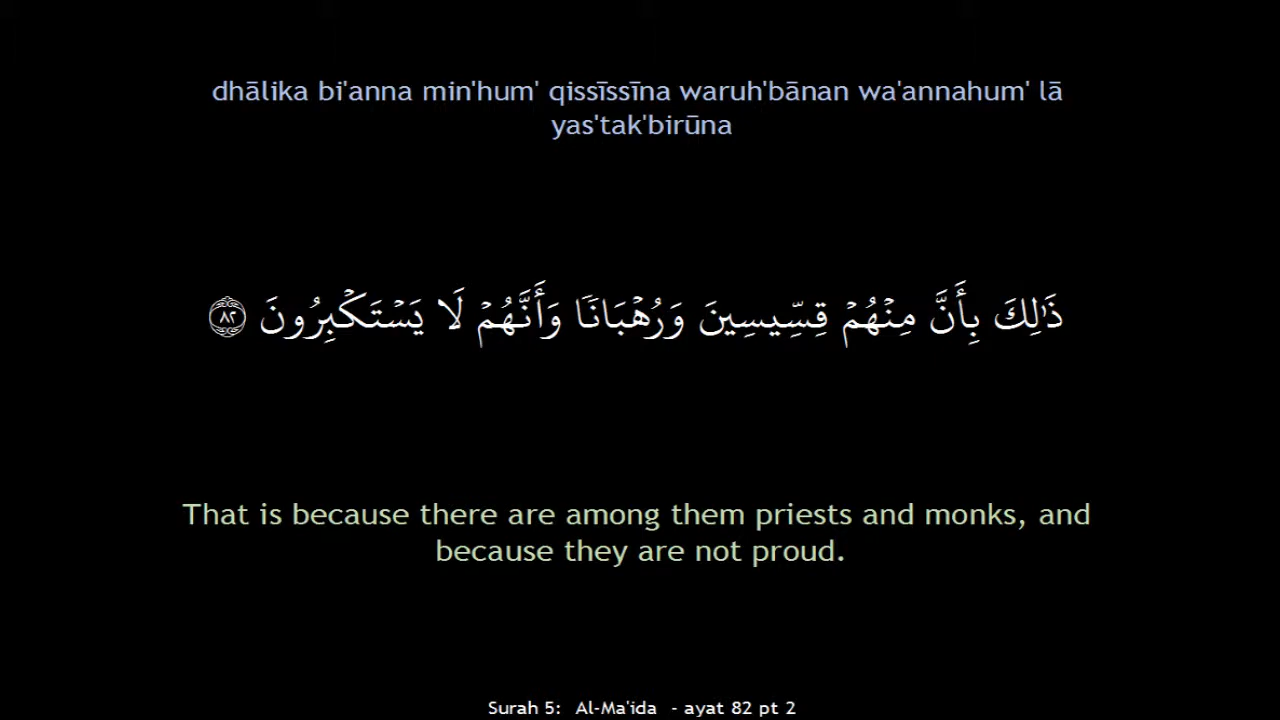 dhālika bi'anna min'hum' qissīssīna waruh'bānan wa'annahum' lā
yas'tak'birūna
ذَٰلِكَ بِأَنَّ مِنْهُمْ قِسِّيسِينَ وَرُهْبَانًا وَأَنَّهُمْ لَا يَسْتَكْبِرُونَ ۝٨٢
That is because there are among them priests and monks, and
because they are not proud.
Surah 5: Al-Ma'ida - ayat 82 pt 2